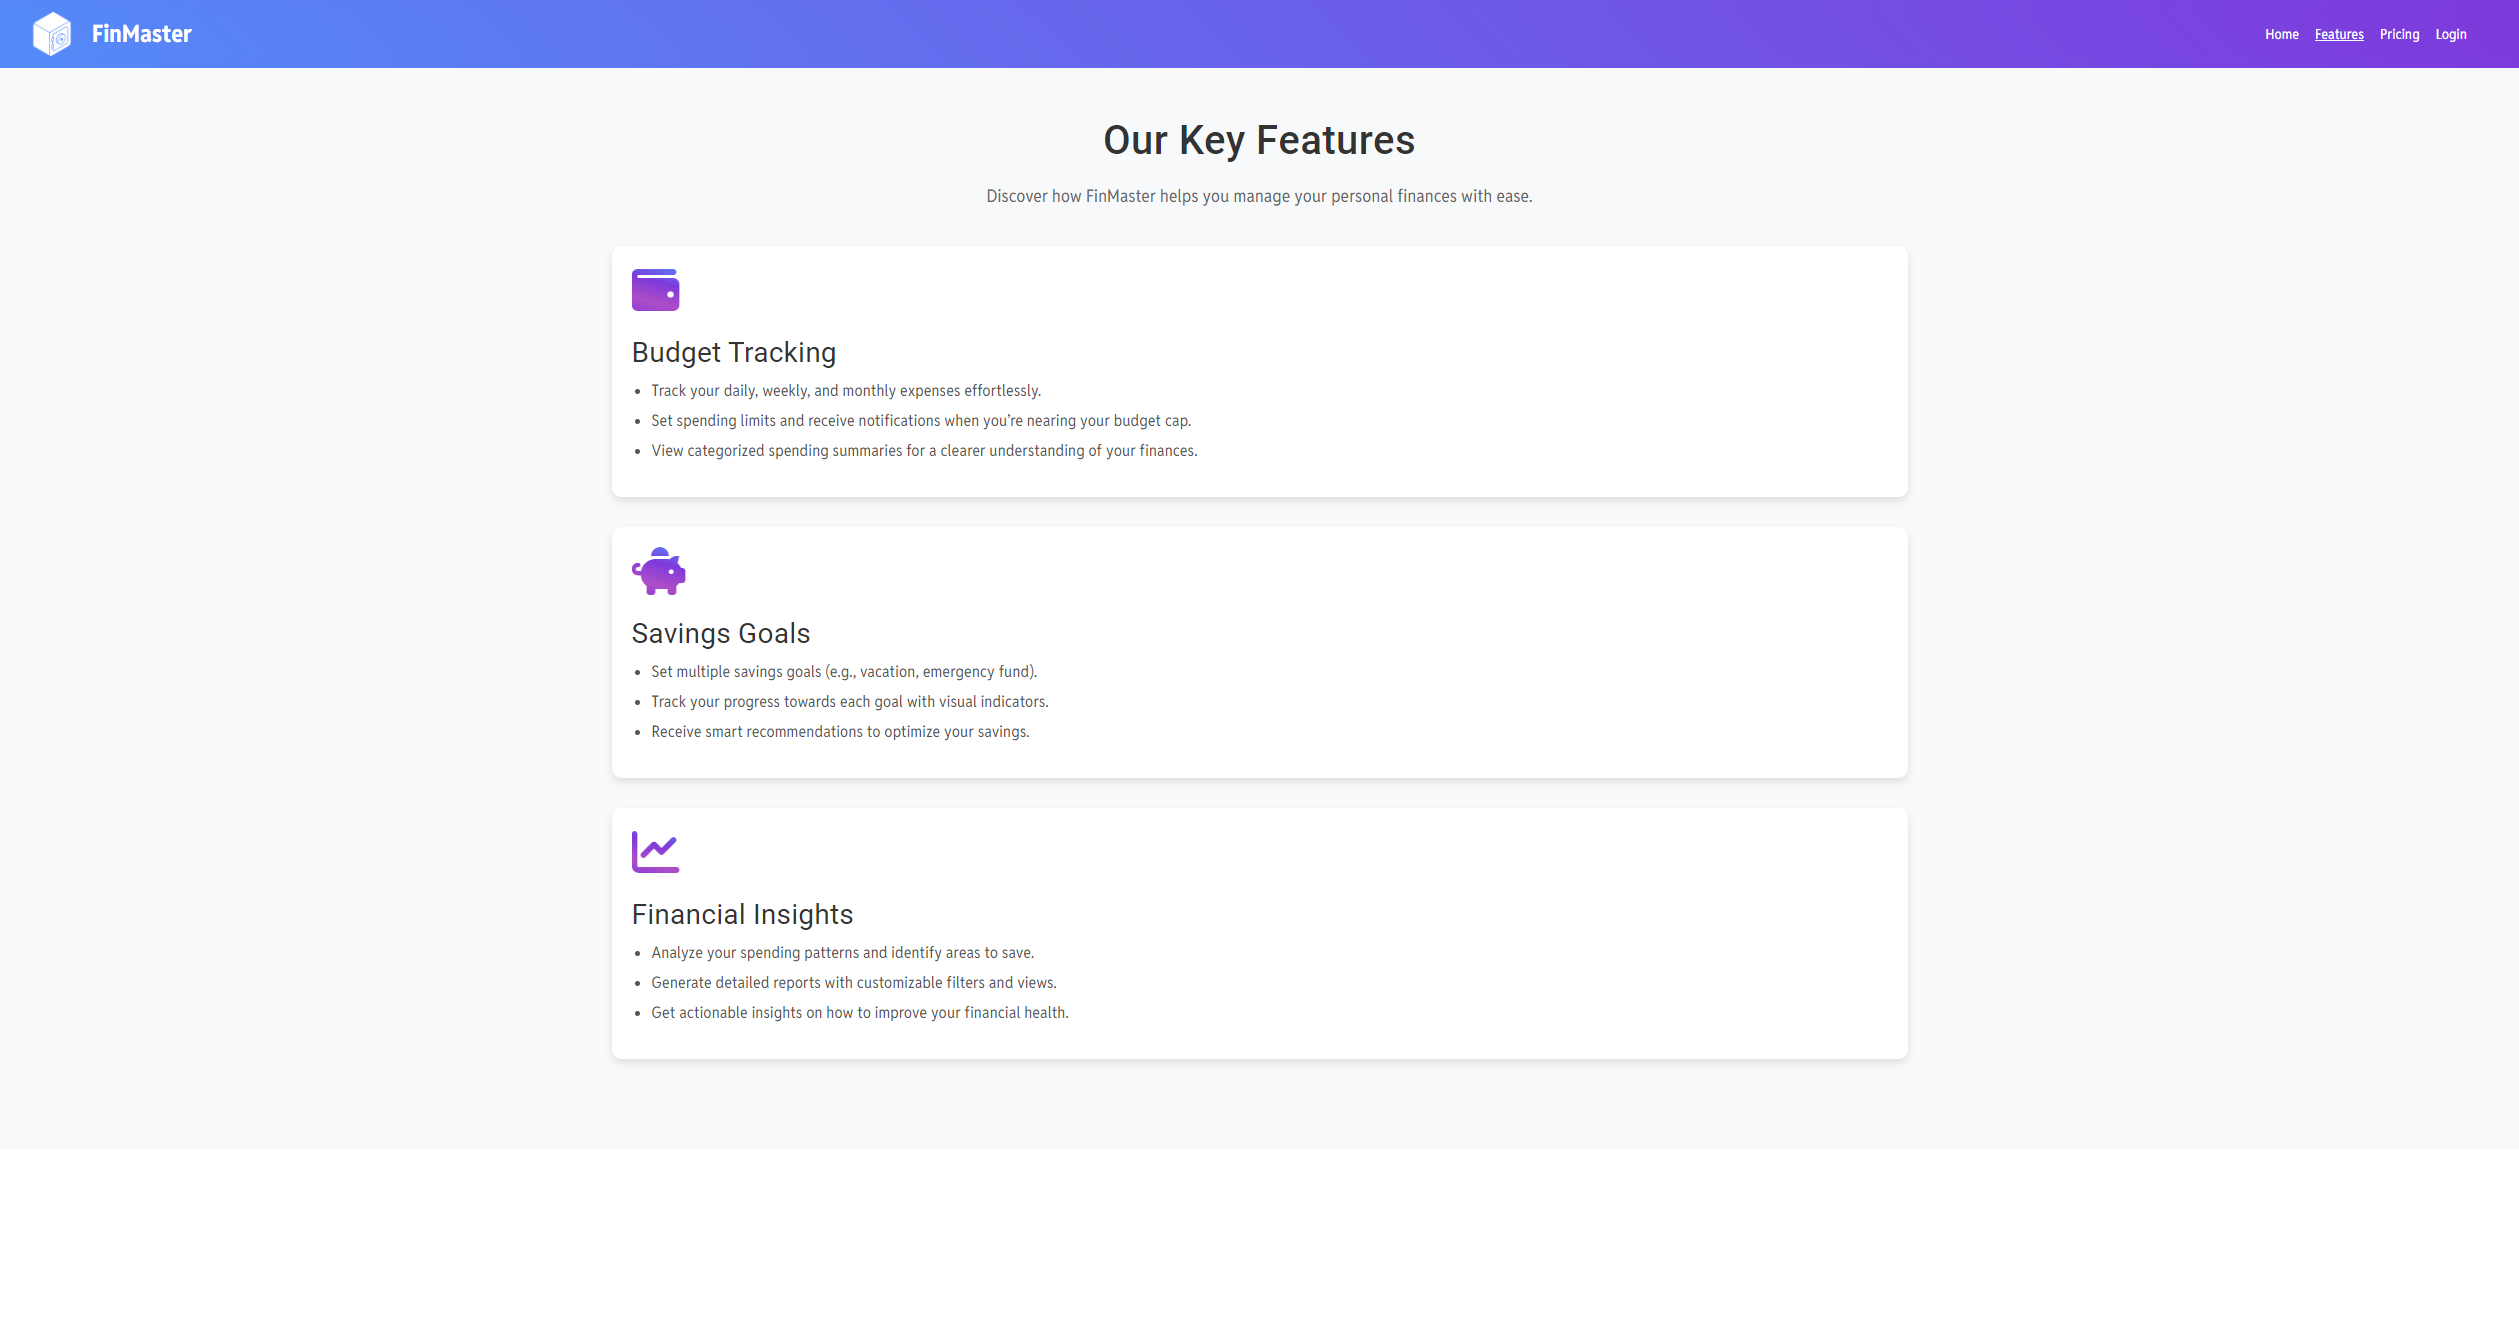 FinMaster
Home Features Pricing Login
Our Key Features
Discover how FinMaster helps you manage your personal finances with ease.
Budget Tracking
• Track your daily, weekly, and monthly expenses effortlessly.
• Set spending limits and receive notifications when you’re nearing your budget cap.
• View categorized spending summaries for a clearer understanding of your finances.
Savings Goals
• Set multiple savings goals (e.g., vacation, emergency fund).
• Track your progress towards each goal with visual indicators.
• Receive smart recommendations to optimize your savings.
Financial Insights
• Analyze your spending patterns and identify areas to save.
• Generate detailed reports with customizable filters and views.
• Get actionable insights on how to improve your financial health.